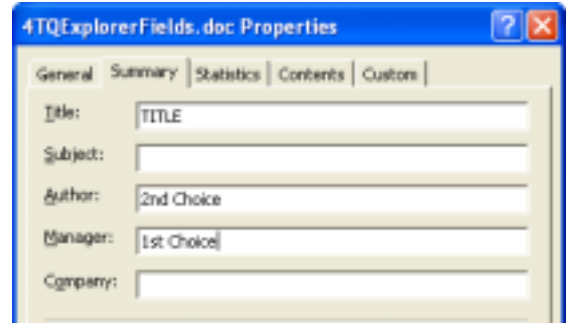 4TQExplorerFields.doc Properties
General Summary Statistics Contents Custom
Title: TITLE
Subject:
Author: 2nd Choice
Manager: 1st Choice
Company: